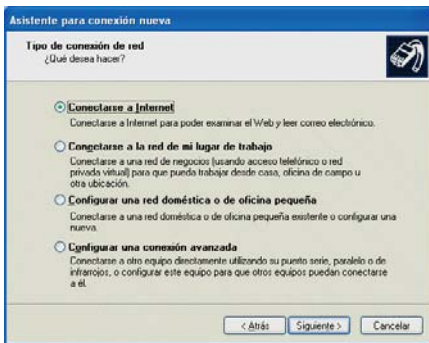 Asistente para conexión nueva
Tipo de conexión de red
¿Qué desea hacer?
Conectarse a Internet
Conectarse a Internet para poder examinar el Web y leer correo electrónico.
Conectarse a la red de mi lugar de trabajo
Conectarse a una red de negocios (usando acceso telefónico o red
privada virtual) para que pueda trabajar desde casa, oficina de campo u
otra ubicación.
Configurar una red doméstica o de oficina pequeña
Conectarse a una red doméstica o de oficina pequeña existente o configurar una
nueva.
Configurar una conexión avanzada
Conectarse a otro equipo directamente utilizando su puerto serie, paralelo o de
infrarrojos, o configurar este equipo para que otros equipos puedan conectarse
a él.
< Atrás Siguiente > Cancelar